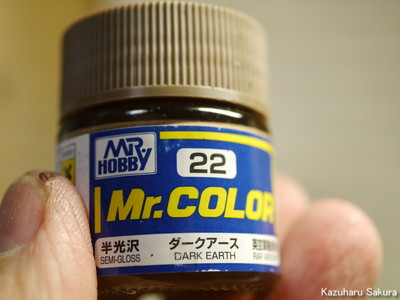 MR.
HOBBY
22
Mr.COLOR
半光沢 ダークアース
SEMI-GLOSS DARK EARTH
Kazuharu Sakura